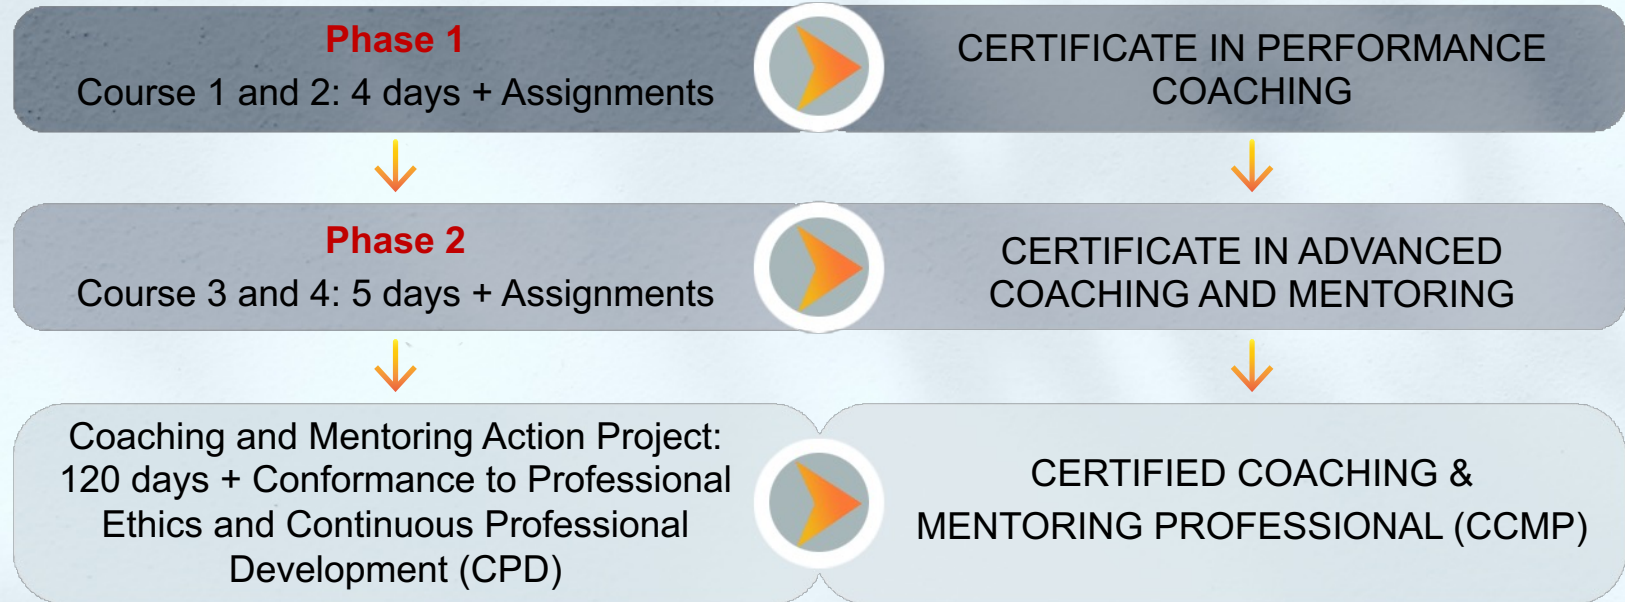 Phase 1
Course 1 and 2: 4 days + Assignments
CERTIFICATE IN PERFORMANCE
COACHING
Phase 2
Course 3 and 4: 5 days + Assignments
CERTIFICATE IN ADVANCED
COACHING AND MENTORING
Coaching and Mentoring Action Project:
120 days + Conformance to Professional
Ethics and Continuous Professional
Development (CPD)
CERTIFIED COACHING &
MENTORING PROFESSIONAL (CCMP)